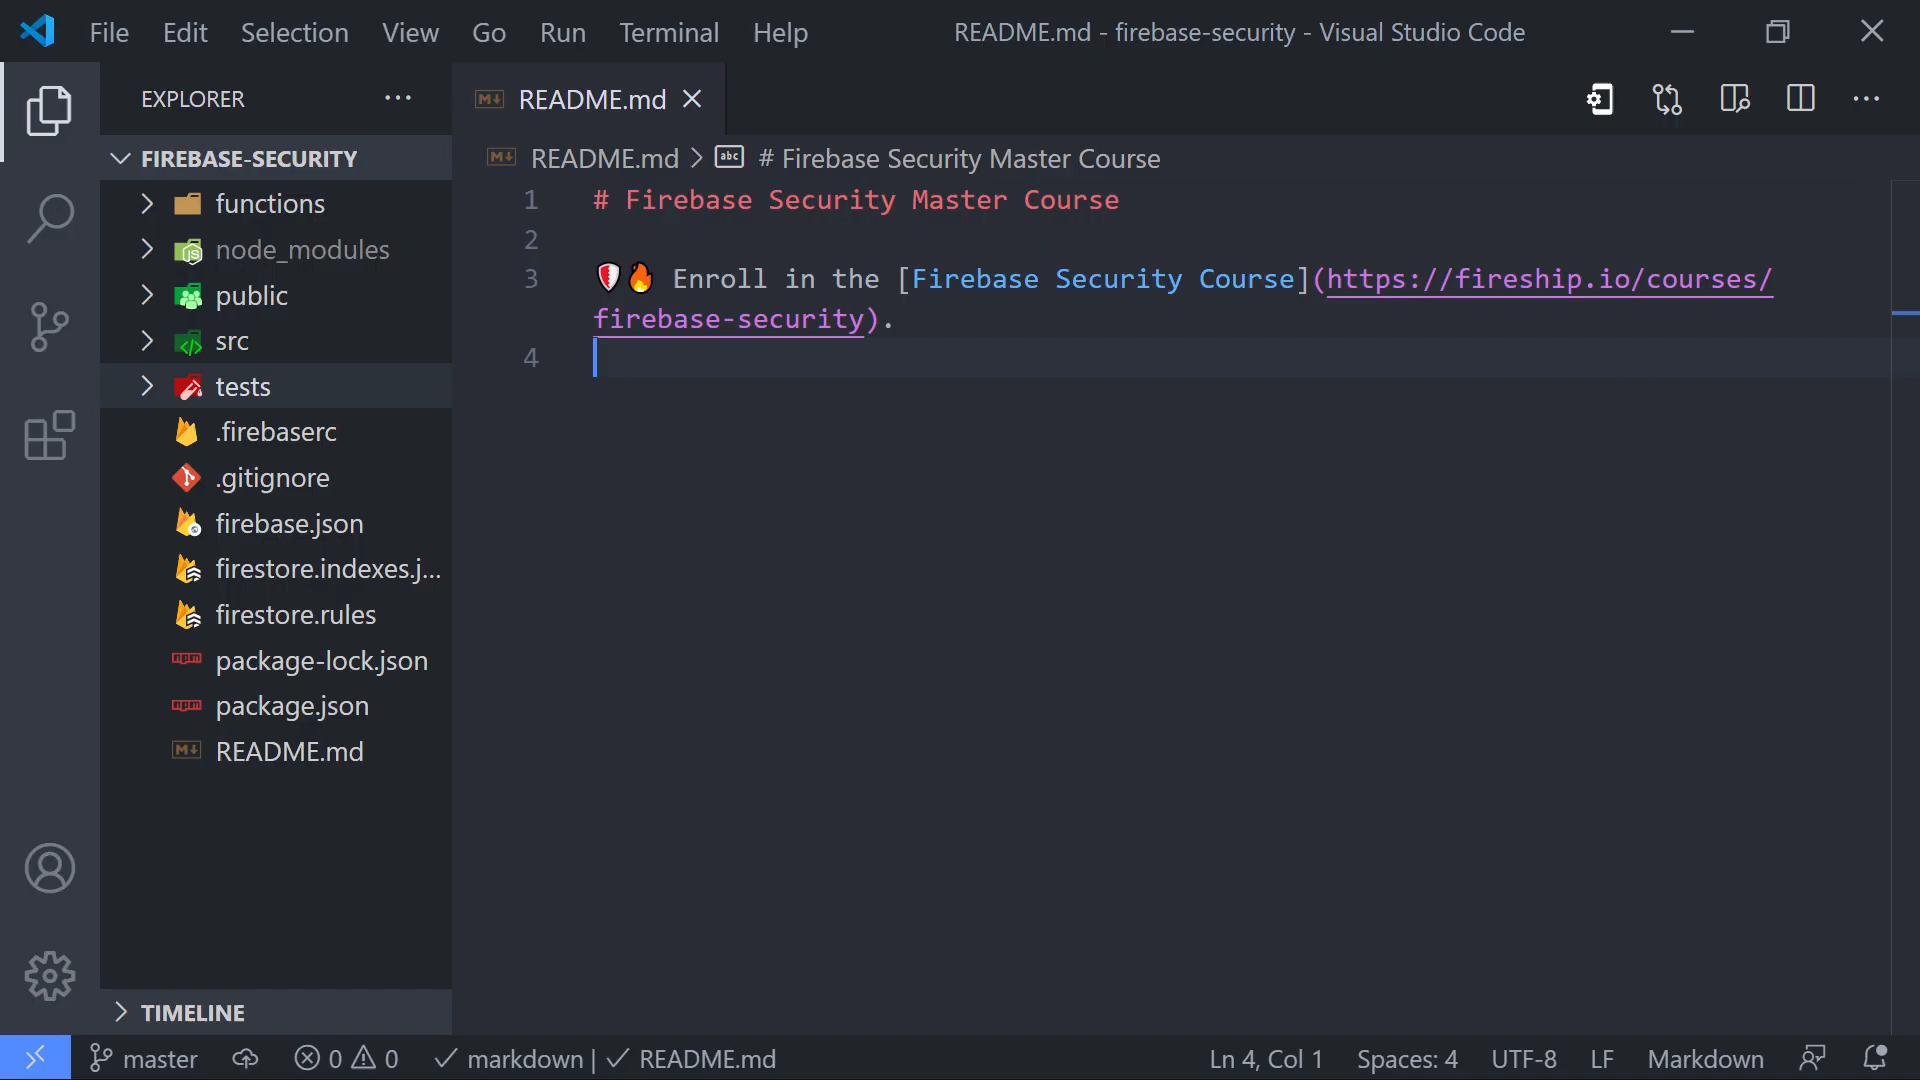 File Edit Selection View Go Run Terminal Help README.md - firebase-security - Visual Studio Code
EXPLORER
README.md
FIREBASE-SECURITY
README.md > # Firebase Security Master Course
functions
node_modules
public
src
tests
.firebaserc
.gitignore
firebase.json
firestore.indexes.j...
firestore.rules
package-lock.json
package.json
README.md
TIMELINE
1 # Firebase Security Master Course
2
3 🛡️🔥 Enroll in the [Firebase Security Course](https://fireship.io/courses/
firebase-security).
4
master 0 0 markdown | README.md Ln 4, Col 1 Spaces: 4 UTF-8 LF Markdown